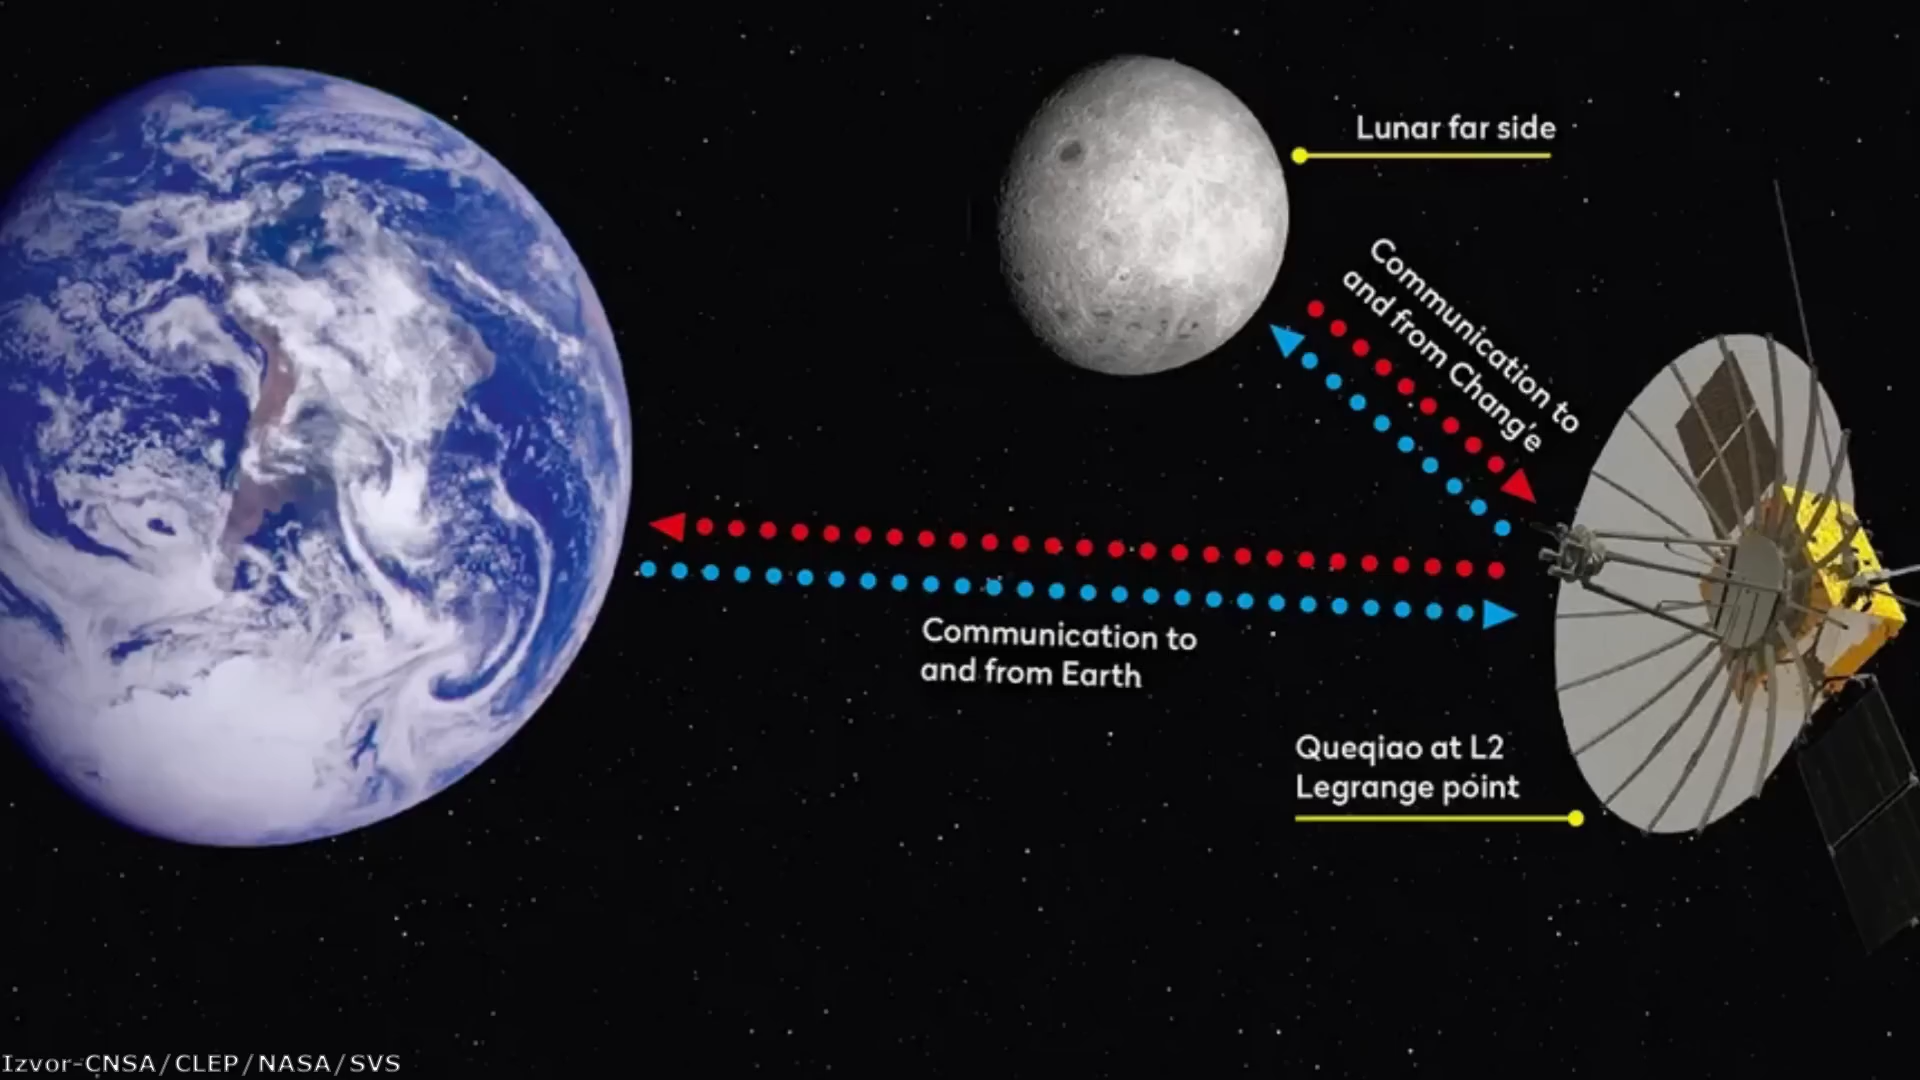 Lunar far side
Communication to
and from Chang'e
Communication to
and from Earth
Queqiao at L2
Legrange point
Izvor-CNSA/CLEP/NASA/SVS